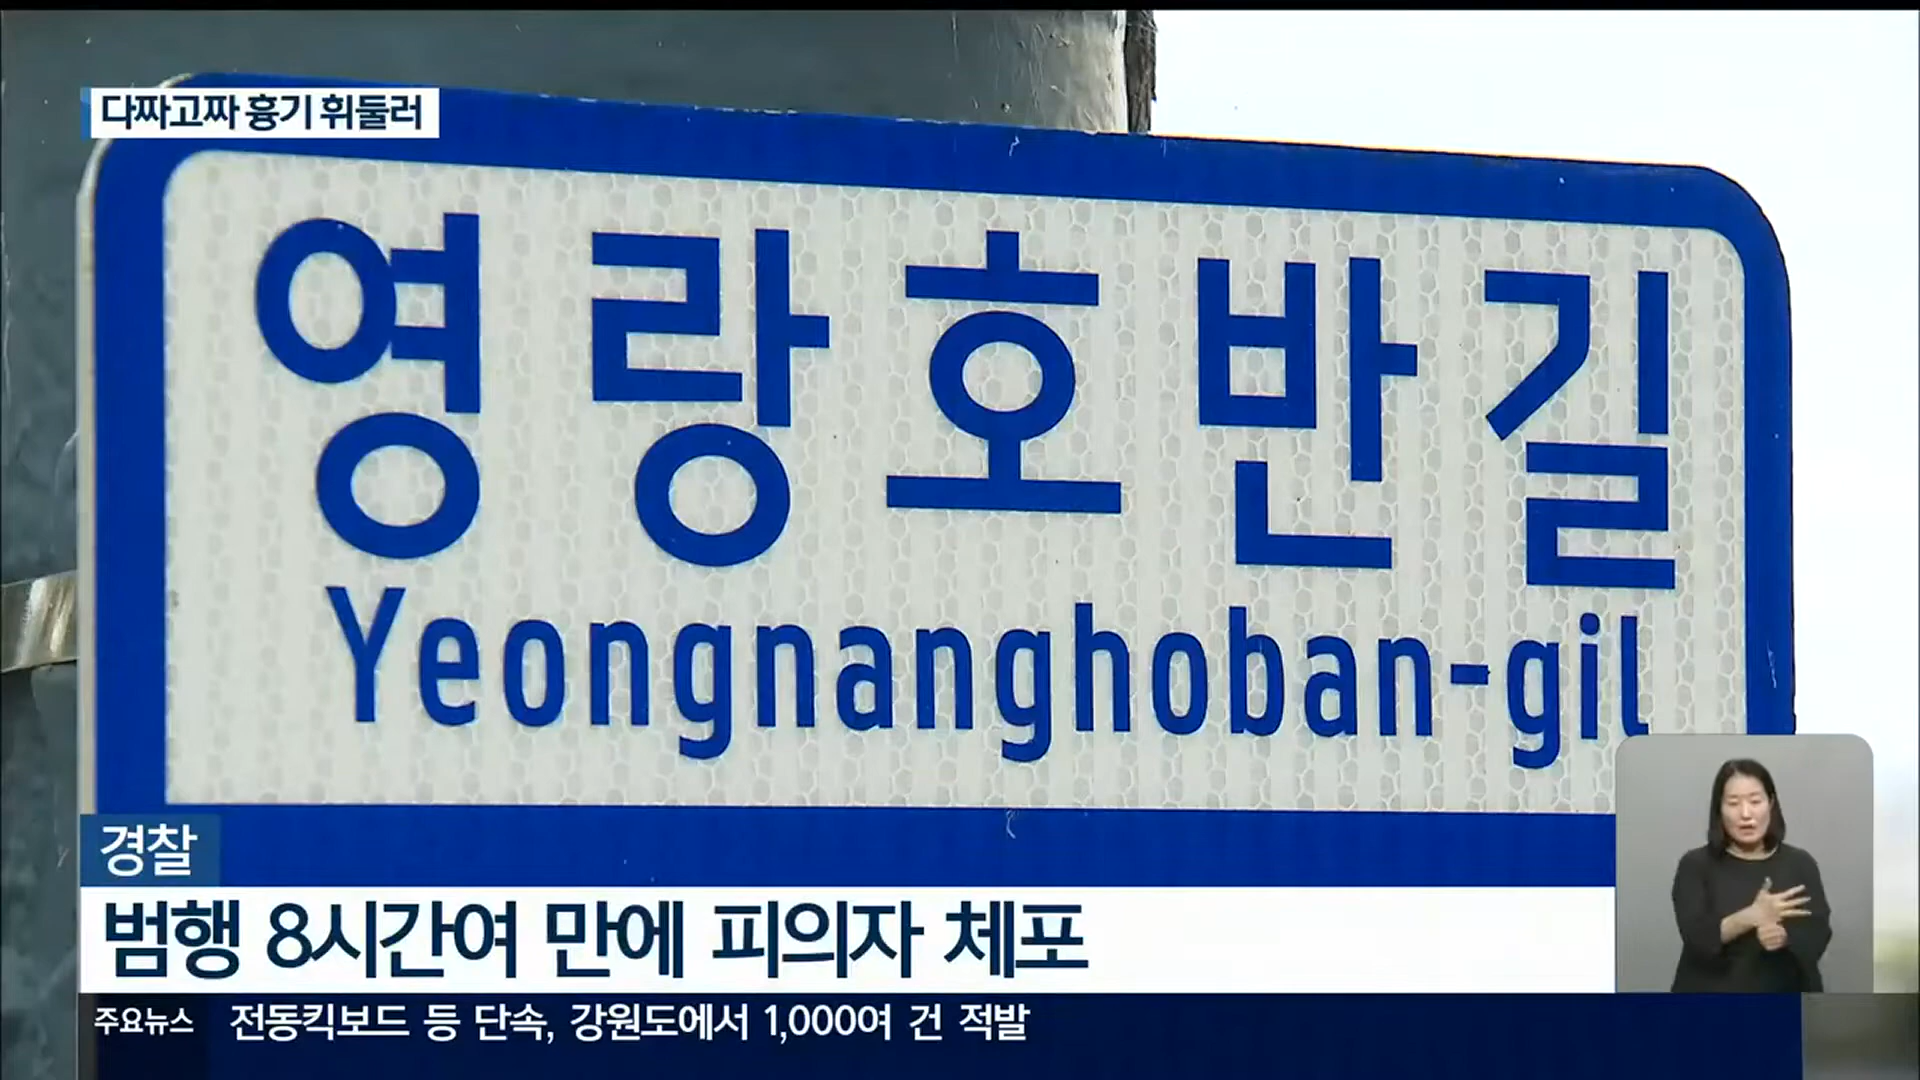 다짜고짜 흉기 휘둘러
영랑호반길
Yeongnanghoban-gil
경찰
범행 8시간여 만에 피의자 체포
주요뉴스 전동킥보드 등 단속, 강원도에서 1,000여 건 적발